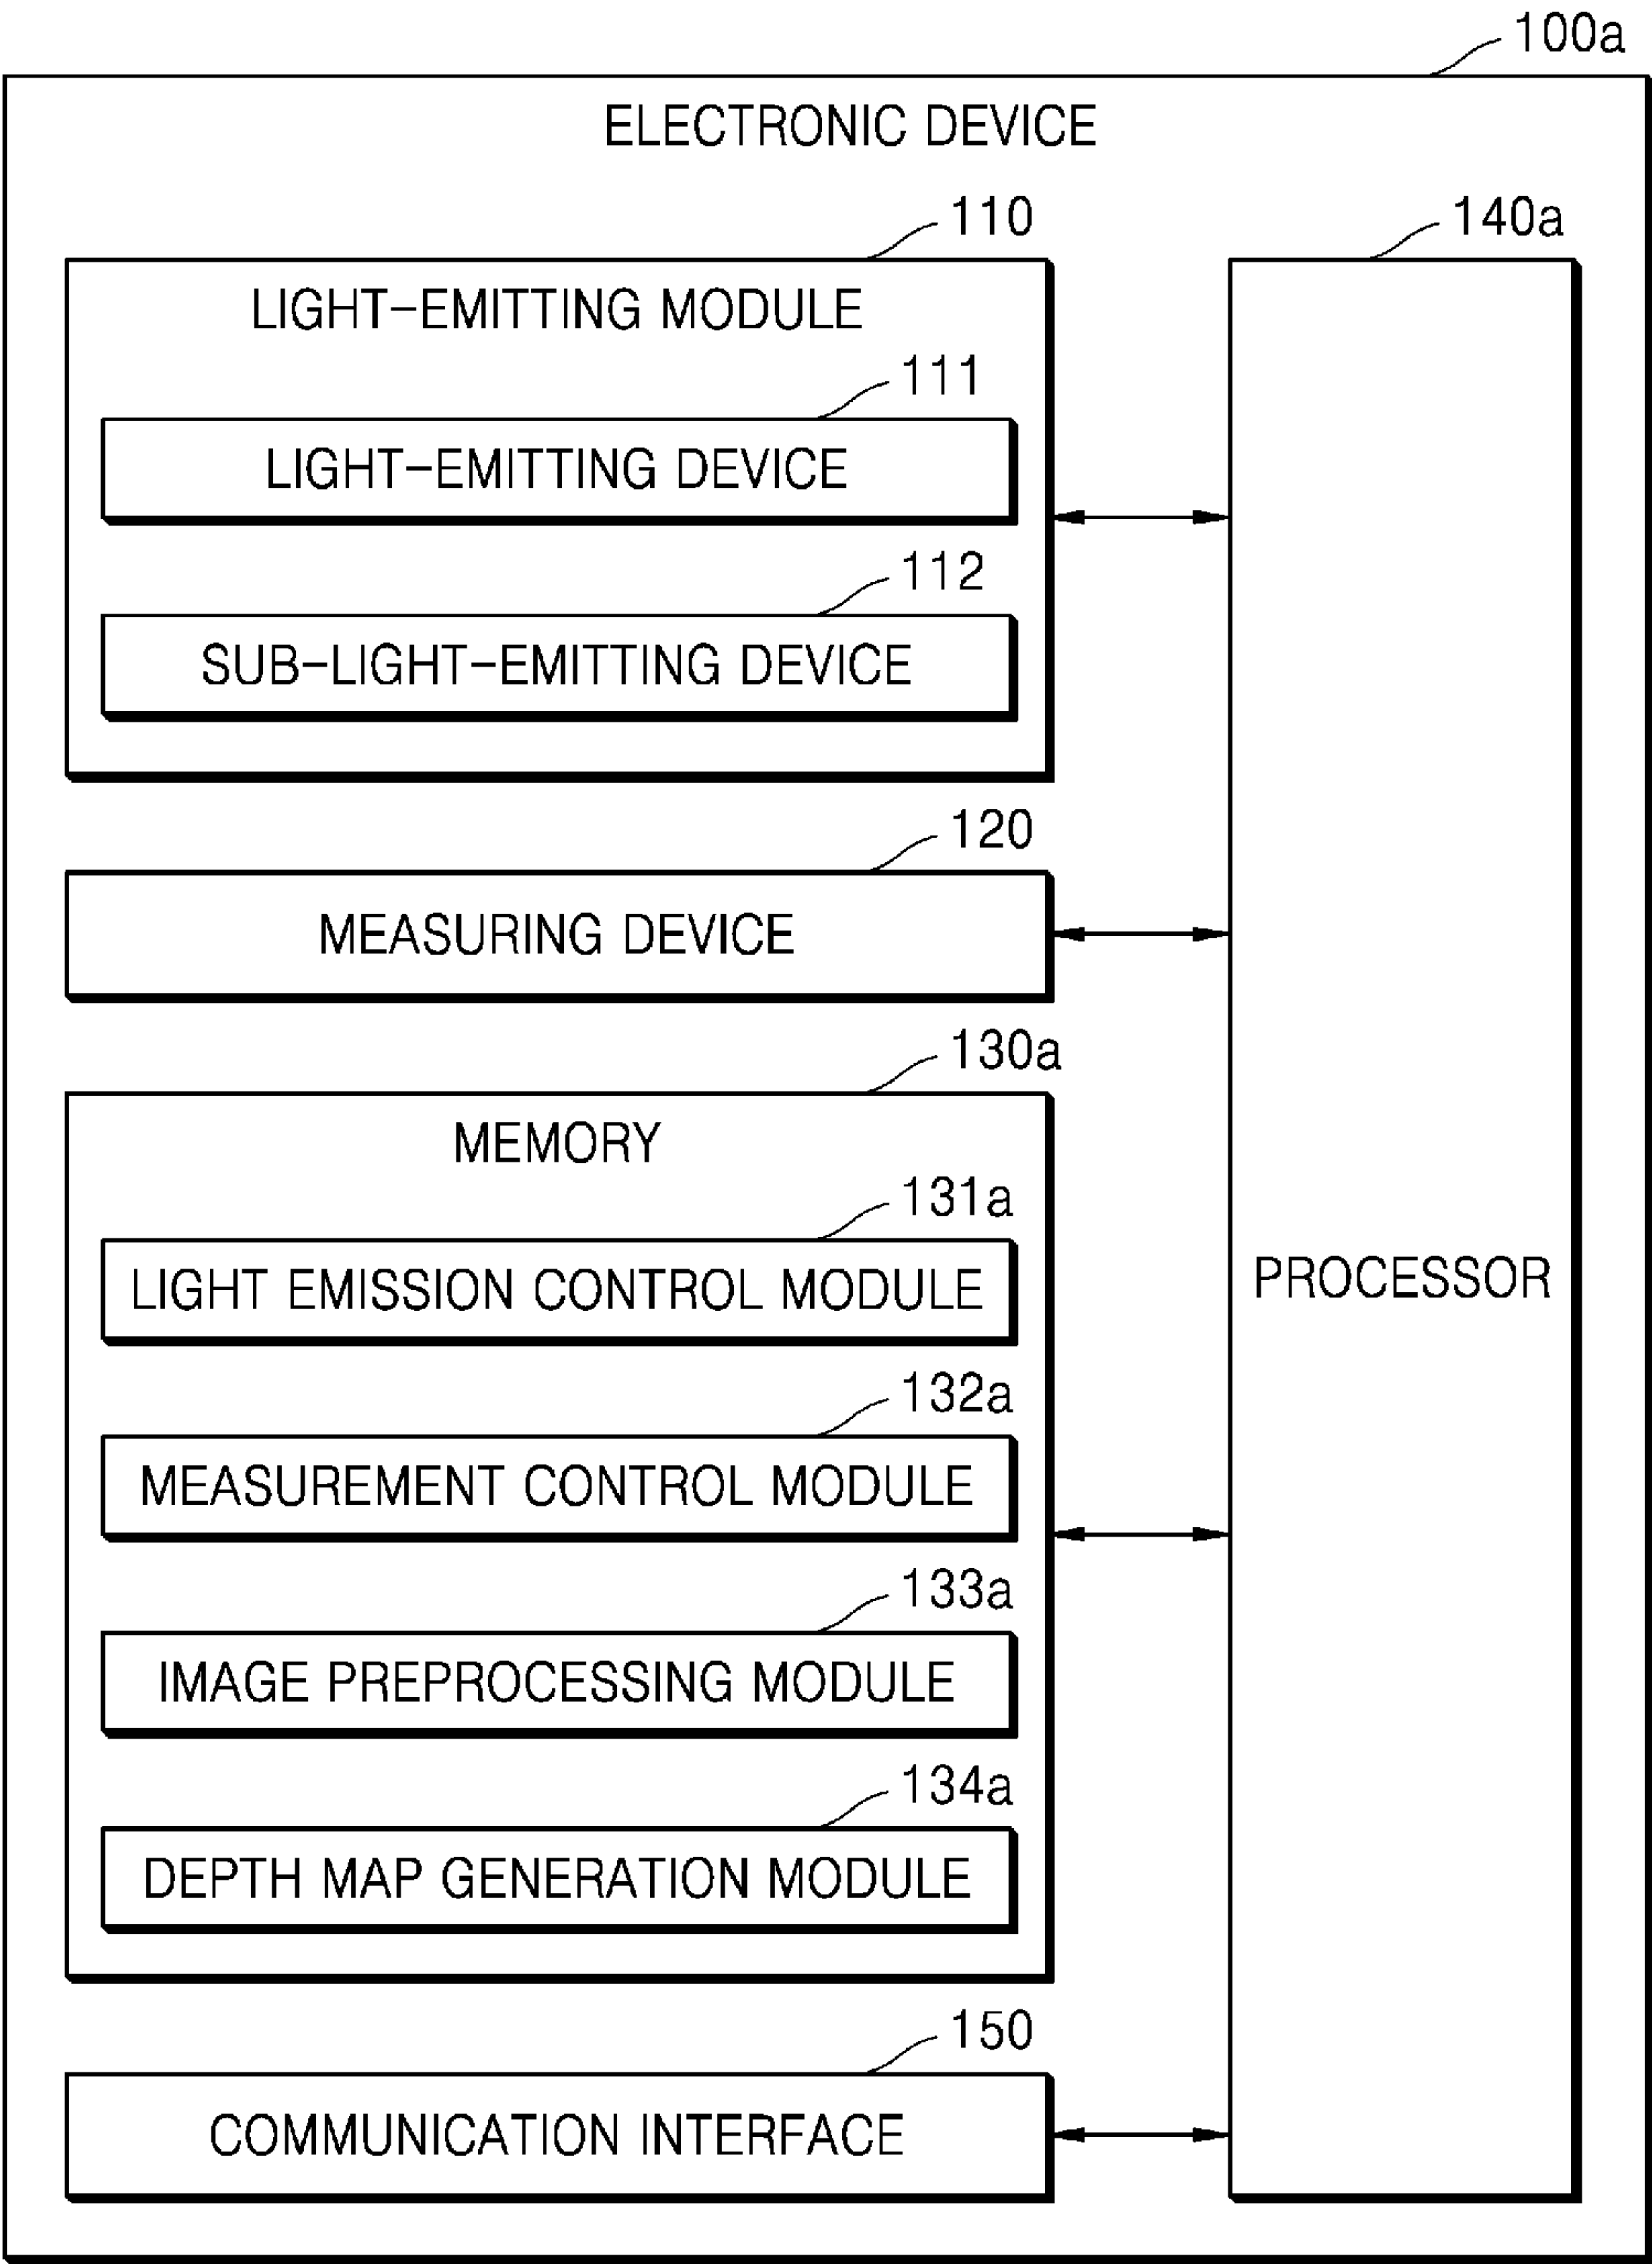 100a
ELECTRONIC DEVICE
110
LIGHT-EMITTING MODULE
111
LIGHT-EMITTING DEVICE
112
SUB-LIGHT-EMITTING DEVICE
120
MEASURING DEVICE
130a
MEMORY
131a
LIGHT EMISSION CONTROL MODULE
132a
MEASUREMENT CONTROL MODULE
133a
IMAGE PREPROCESSING MODULE
134a
DEPTH MAP GENERATION MODULE
150
COMMUNICATION INTERFACE
140a
PROCESSOR